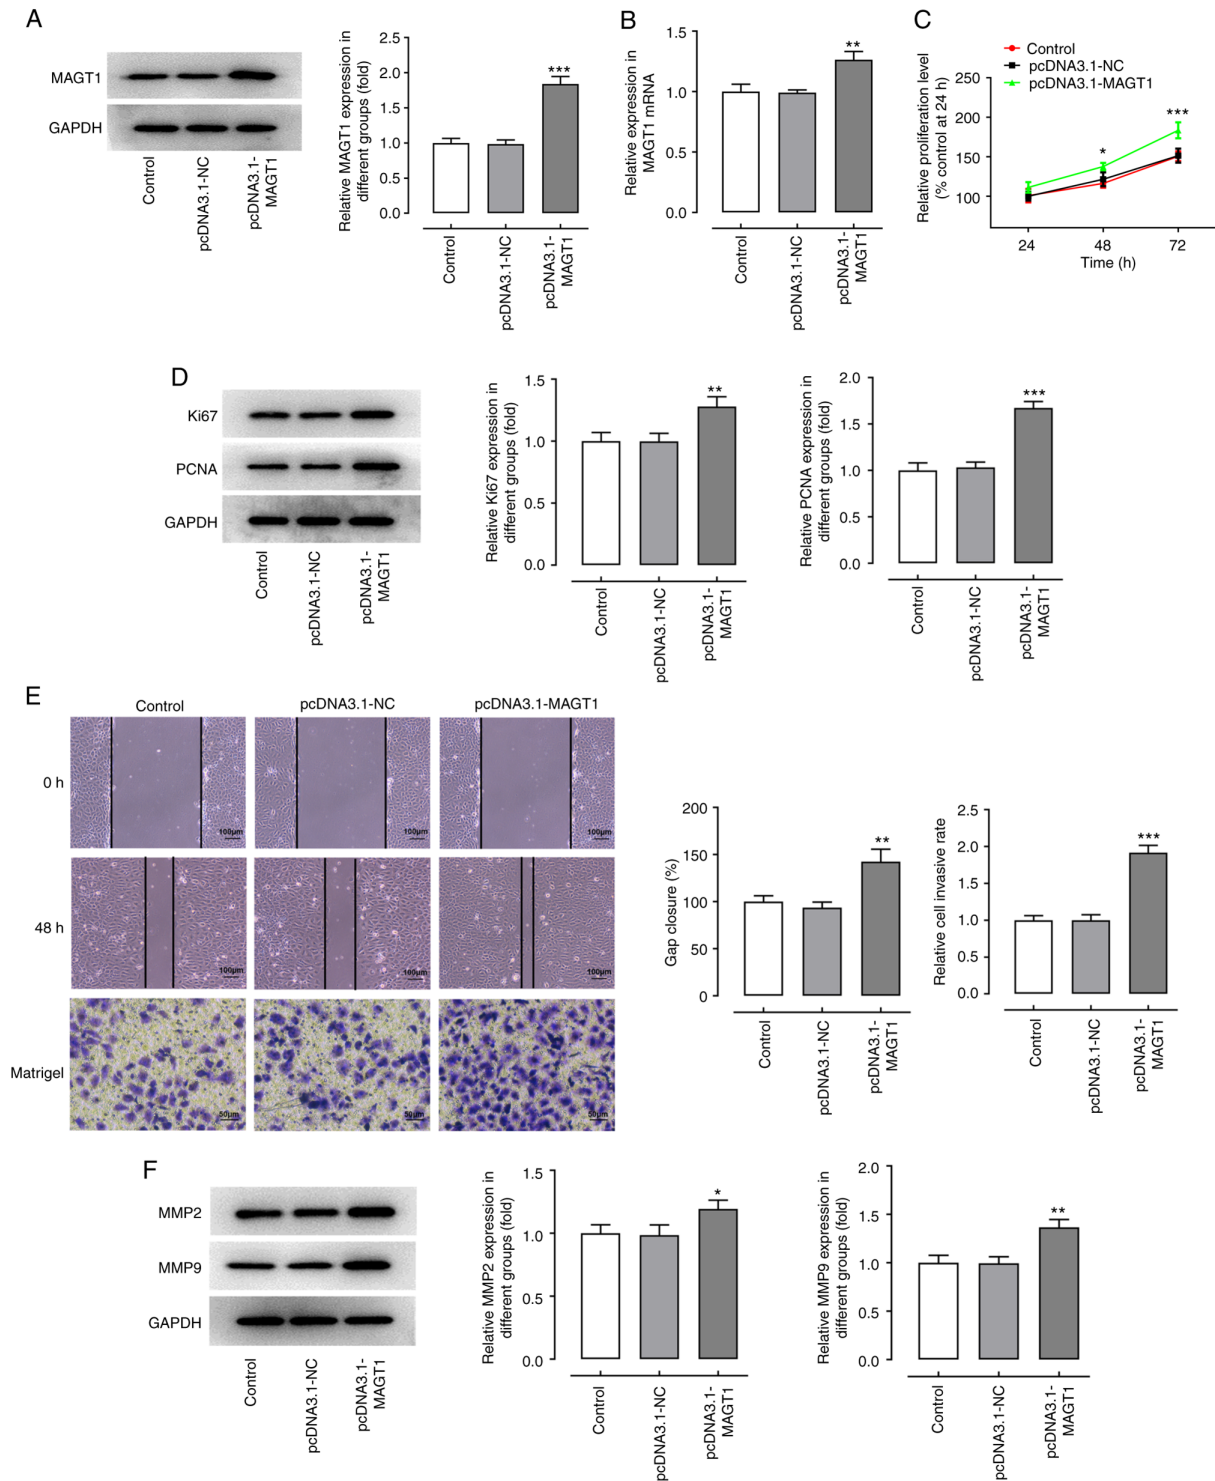 A
MAGT1
GAPDH
Control
pcDNA3.1-NC
pcDNA3.1-
MAGT1
Relative MAGT1 expression in
different groups (fold)
2.5
2.0
1.5
1.0
0.5
0.0
***
Control
pcDNA3.1-NC
pcDNA3.1-
MAGT1
B
Relative expression in
MAGT1 mRNA
1.5
1.0
0.5
0.0
**
Control
pcDNA3.1-NC
pcDNA3.1-
MAGT1
C
Control
pcDNA3.1-NC
pcDNA3.1-MAGT1
Relative proliferation level
(% control at 24 h)
250
200
150
100
*
***
24
48
72
Time (h)
D
Ki67
PCNA
GAPDH
Control
pcDNA3.1-NC
pcDNA3.1-
MAGT1
Relative Ki67 expression in
different groups (fold)
1.5
1.0
0.5
0.0
**
Control
pcDNA3.1-NC
pcDNA3.1-
MAGT1
Relative PCNA expression in
different groups (fold)
2.0
1.5
1.0
0.5
0.0
***
Control
pcDNA3.1-NC
pcDNA3.1-
MAGT1
E
Control
pcDNA3.1-NC
pcDNA3.1-MAGT1
0 h
100μm
100μm
100μm
48 h
100μm
100μm
100μm
Matrigel
50μm
50μm
50μm
Gap closure (%)
200
150
100
50
0
**
Control
pcDNA3.1-NC
pcDNA3.1-
MAGT1
Relative cell invasive rate
2.5
2.0
1.5
1.0
0.5
0.0
***
Control
pcDNA3.1-NC
pcDNA3.1-
MAGT1
F
MMP2
MMP9
GAPDH
Control
pcDNA3.1-NC
pcDNA3.1-
MAGT1
Relative MMP2 expression in
different groups (fold)
1.5
1.0
0.5
0.0
*
Control
pcDNA3.1-NC
pcDNA3.1-
MAGT1
Relative MMP9 expression in
different groups (fold)
2.0
1.5
1.0
0.5
0.0
**
Control
pcDNA3.1-NC
pcDNA3.1-
MAGT1